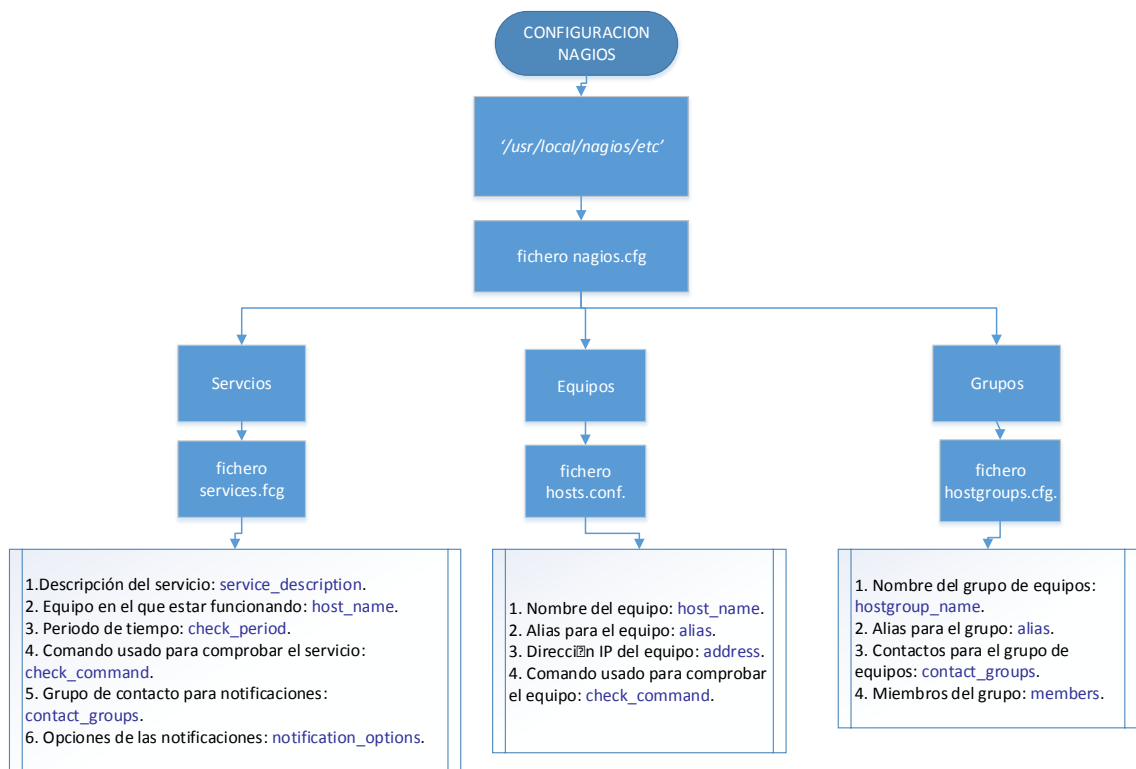 CONFIGURACION
NAGIOS
‘/usr/local/nagios/etc’
fichero nagios.cfg
Servcios
Equipos
Grupos
fichero
services.fcg
fichero
hosts.conf.
fichero
hostgroups.cfg.
1.Descripción del servicio: service_description.
2. Equipo en el que estar funcionando: host_name.
3. Periodo de tiempo: check_period.
4. Comando usado para comprobar el servicio:
check_command.
5. Grupo de contacto para notificaciones:
contact_groups.
6. Opciones de las notificaciones: notification_options.
1. Nombre del equipo: host_name.
2. Alias para el equipo: alias.
3. Direcci�n IP del equipo: address.
4. Comando usado para comprobar
el equipo: check_command.
1. Nombre del grupo de equipos:
hostgroup_name.
2. Alias para el grupo: alias.
3. Contactos para el grupo de
equipos: contact_groups.
4. Miembros del grupo: members.